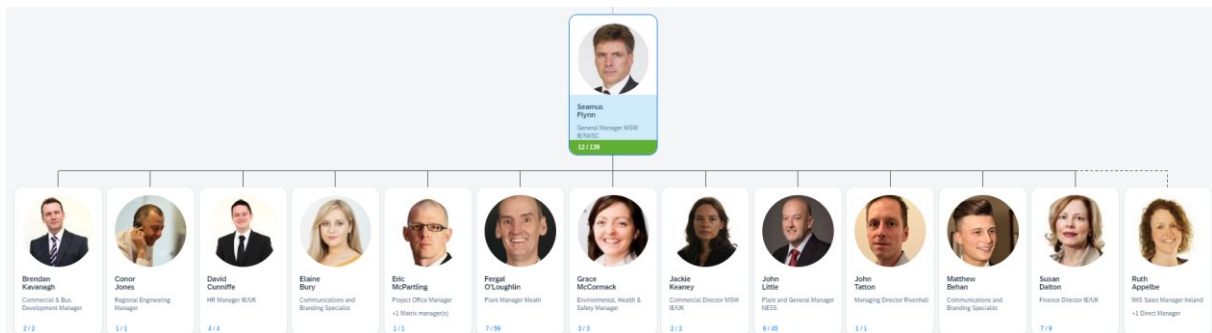 Seamus
Flynn
General Manager MSW
IE/NI/SC
12 / 139
Brendan
Kavanagh
Commercial & Bus.
Development Manager
2 / 2
Conor
Jones
Regional Engineering
Manager
1 / 1
David
Cunniffe
HR Manager IE/UK
4 / 4
Elaine
Bury
Communications and
Branding Specialist
Eric
McPartling
Project Office Manager
+1 Matrix manager(s)
1 / 1
Fergal
O'Loughlin
Plant Manager Meath
7 / 56
Grace
McCormack
Environmental, Health &
Safety Manager
3 / 3
Jackie
Keaney
Commercial Director MSW
IE/UK
2 / 2
John
Little
Plant and General Manager
NESS
6 / 45
John
Tatton
Managing Director Rivenhall
1 / 1
Matthew
Behan
Communications and
Branding Specialist
Susan
Dalton
Finance Director IE/UK
7 / 9
Ruth
Appelbe
IWS Sales Manager Ireland
+1 Direct Manager